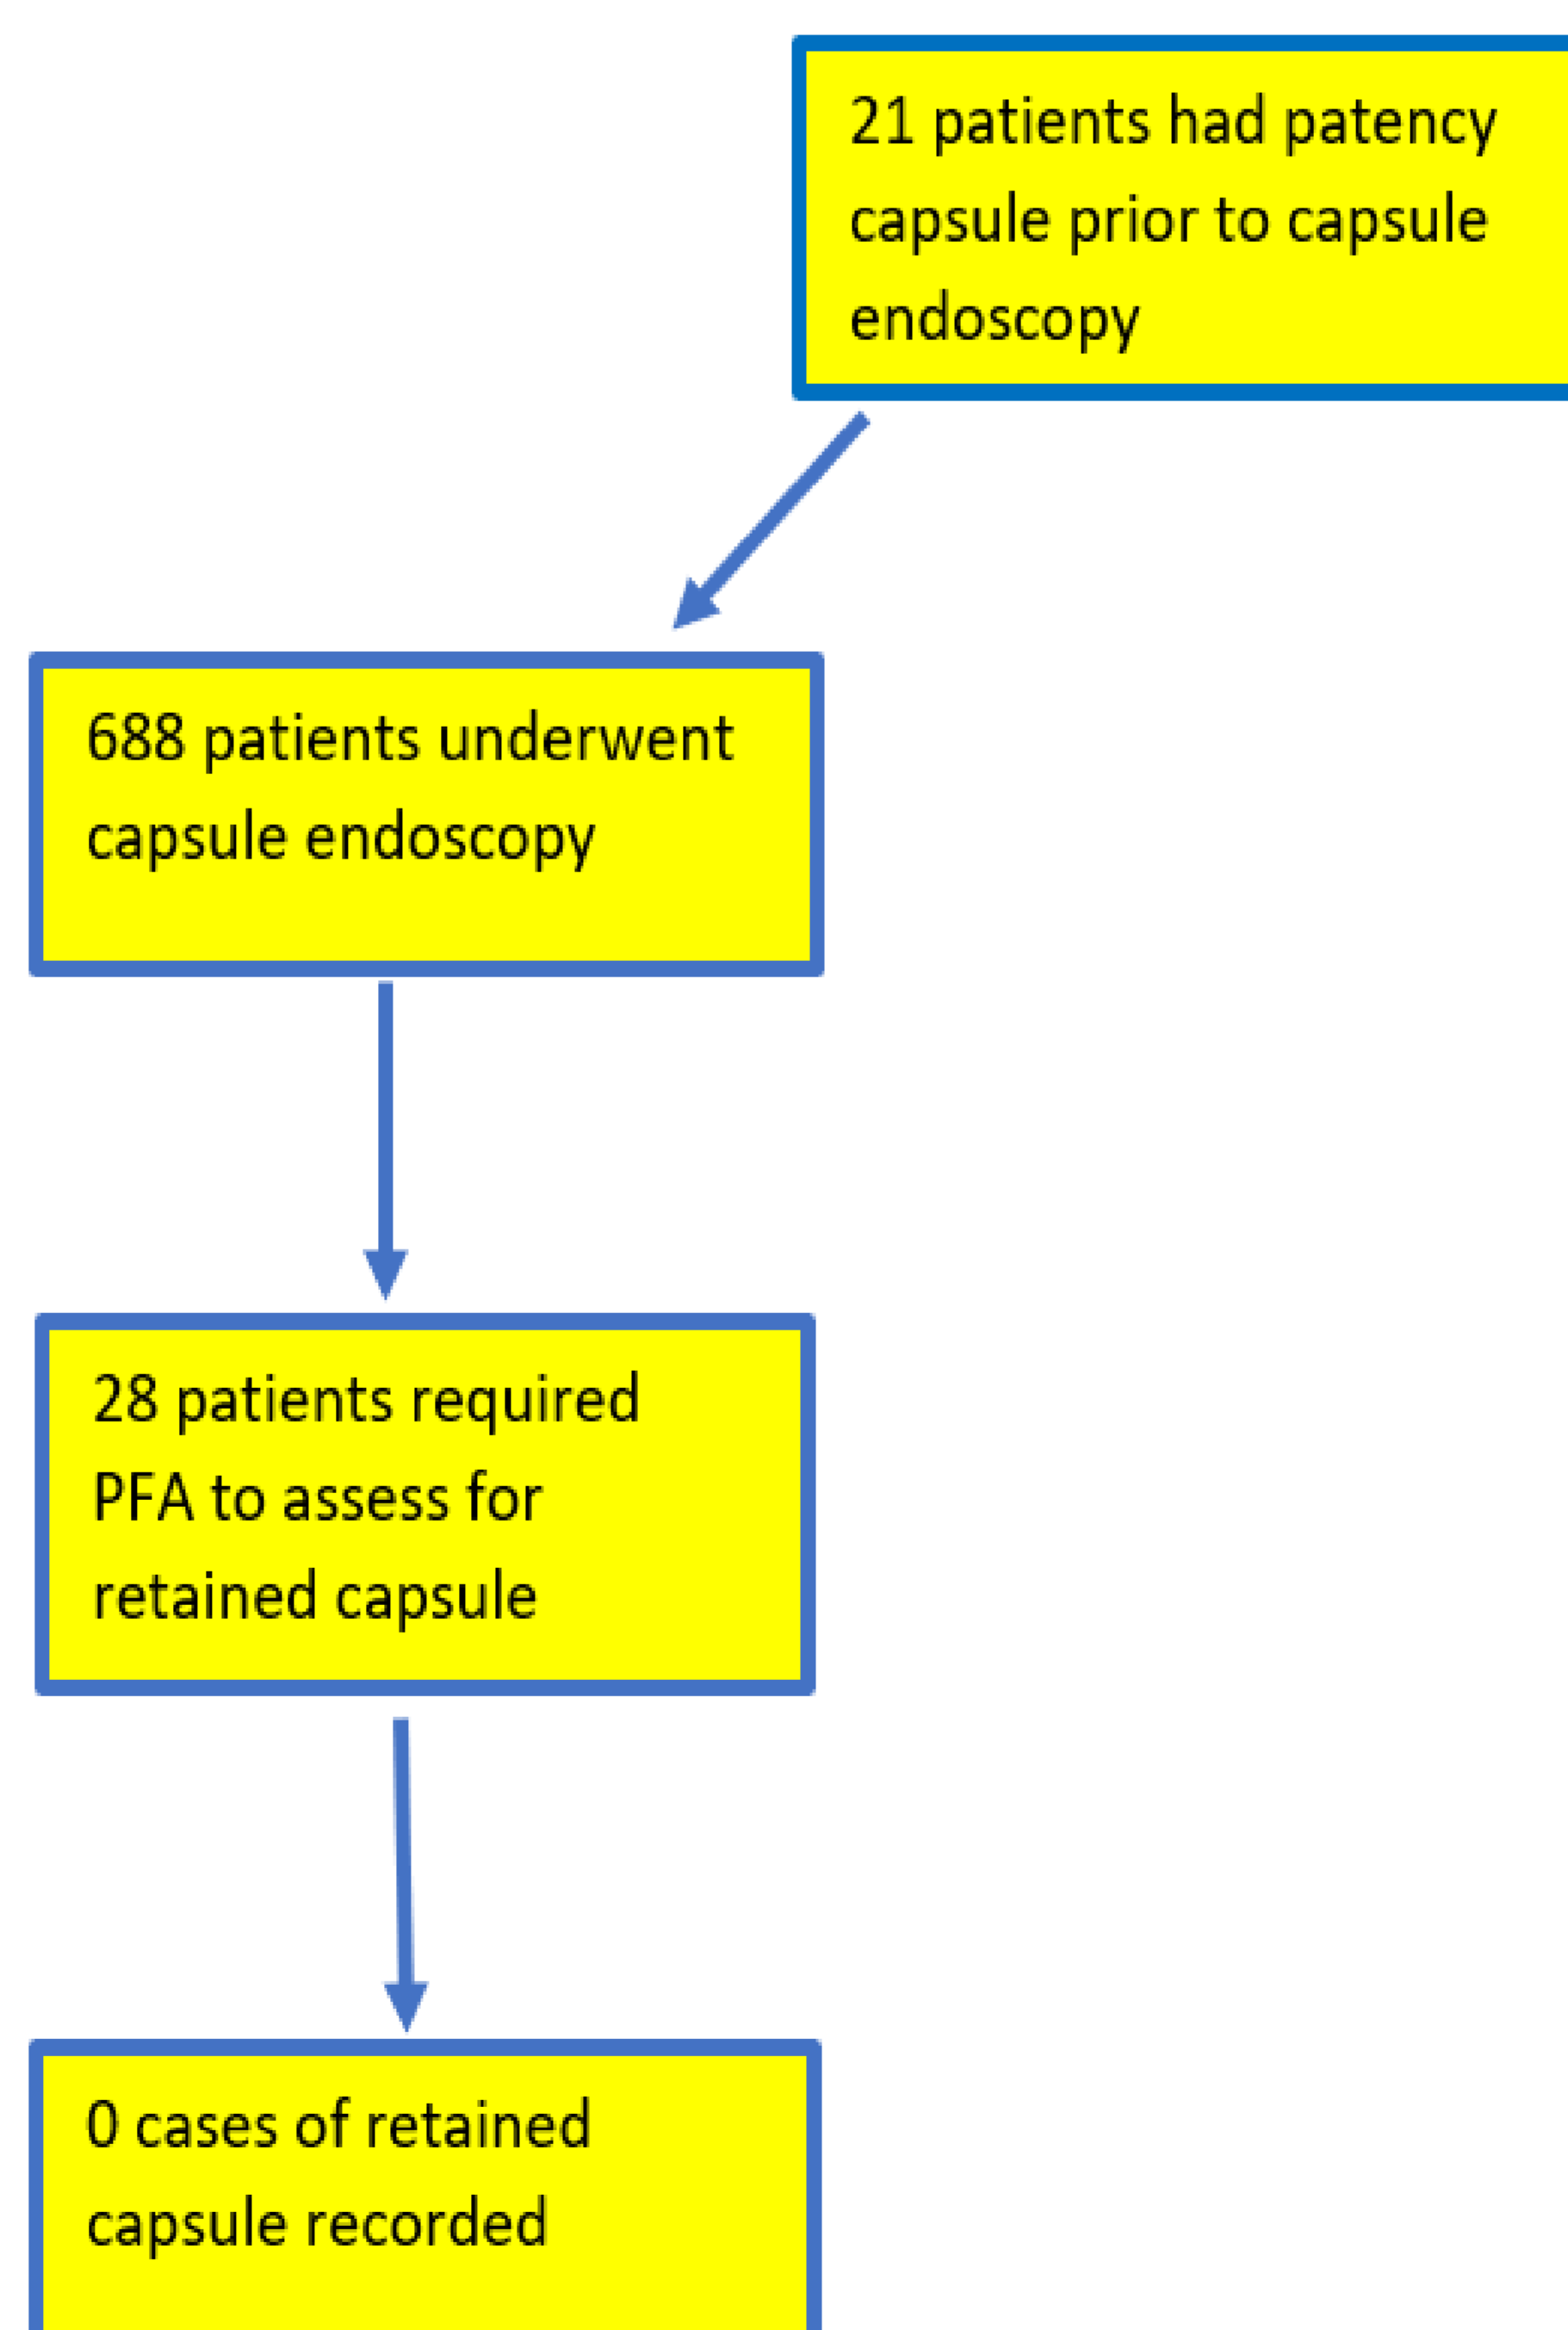 21 patients had patency
capsule prior to capsule
endoscopy
688 patients underwent
capsule endoscopy
28 patients required
PFA to assess for
retained capsule
0 cases of retained
capsule recorded